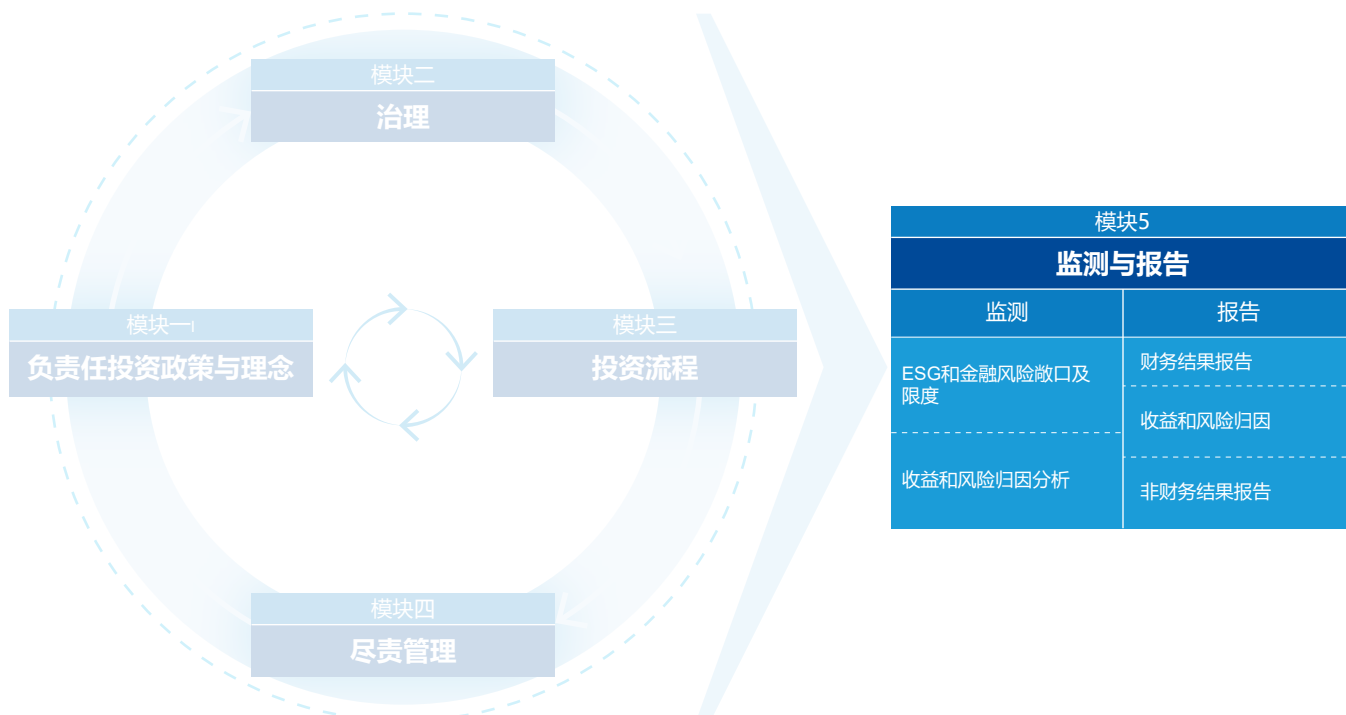 模块二
治理
模块一
负责任投资政策与理念
模块三
投资流程
模块四
尽责管理
模块5
监测与报告
监测
报告
ESG和金融风险敞口及
限度
收益和风险归因分析
财务结果报告
收益和风险归因
非财务结果报告